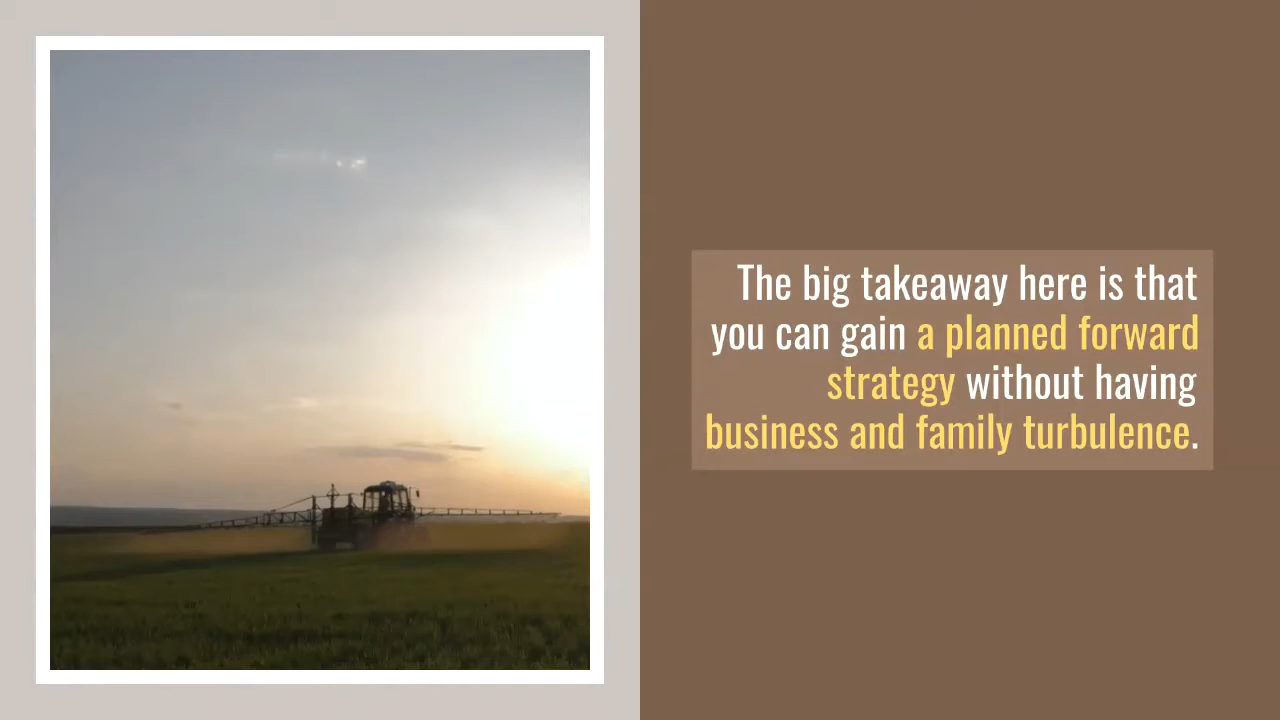 The big takeaway here is that
you can gain a planned forward
strategy without having
business and family turbulence.